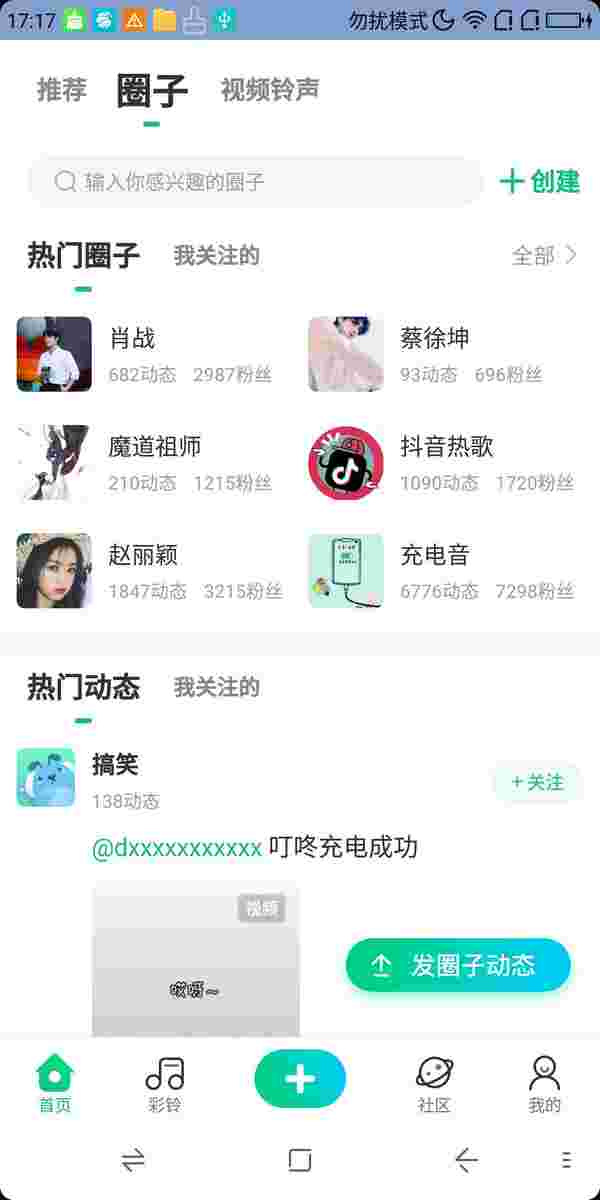 17:17 勿扰模式
推荐 圈子 视频铃声
输入你感兴趣的圈子 创建
热门圈子 我关注的 全部
肖战 蔡徐坤
682动态 2987粉丝 93动态 696粉丝
魔道祖师 抖音热歌
210动态 1215粉丝 1090动态 1720粉丝
赵丽颖 充电音
1847动态 3215粉丝 6776动态 7298粉丝
热门动态 我关注的
搞笑
+关注
138动态
@dxxxxxxxxxxx 叮咚充电成功
视频
发圈子动态
哎呀~
首页 彩铃 社区 我的